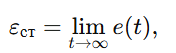 ε_ст = lim_{t→∞} e(t),